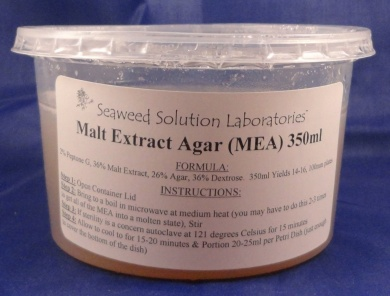 Seaweed Solution Laboratories
Malt Extract Agar (MEA) 350ml
FORMULA:
2% Peptone G, 36% Malt Extract, 26% Agar, 36% Dextrose. 350ml Yields 14-16, 100mm plates
INSTRUCTIONS:
Step 1: Open Container Lid
Step 2: Bring to a boil in microwave at medium heat (you may have to do this 2-3 times
to get all of the MEA into a molten state), Stir
Step 3: If sterility is a concern autoclave at 121 degrees Celsius for 15 minutes
Step 4: Allow to cool to for 15-20 minutes & Portion 20-25ml per Petri Dish (just enough
to cover the bottom of the dish)